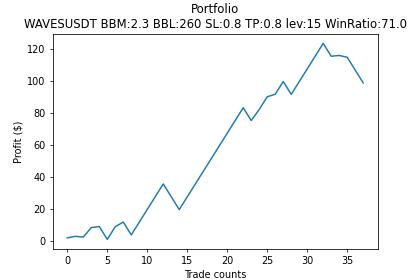 Portfolio
WAVESUSDT BBM:2.3 BBL:260 SL:0.8 TP:0.8 lev:15 WinRatio:71.0
120
100
80
60
40
20
0
Profit ($)
0 5 10 15 20 25 30 35
Trade counts